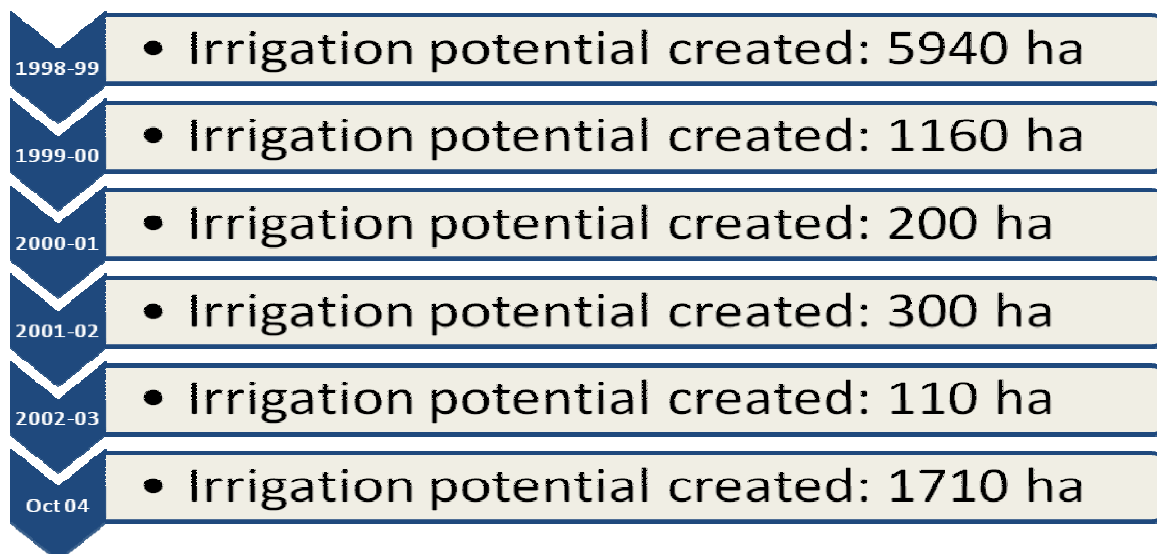 1998-99
• Irrigation potential created: 5940 ha
1999-00
• Irrigation potential created: 1160 ha
2000-01
• Irrigation potential created: 200 ha
2001-02
• Irrigation potential created: 300 ha
2002-03
• Irrigation potential created: 110 ha
Oct 04
• Irrigation potential created: 1710 ha